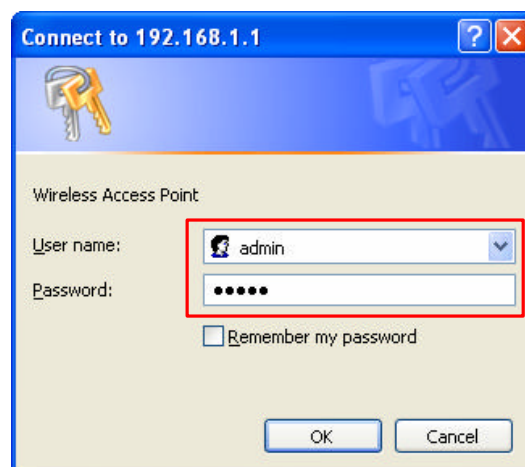 Connect to 192.168.1.1
Wireless Access Point
User name: admin
Password: •••••
Remember my password
OK Cancel